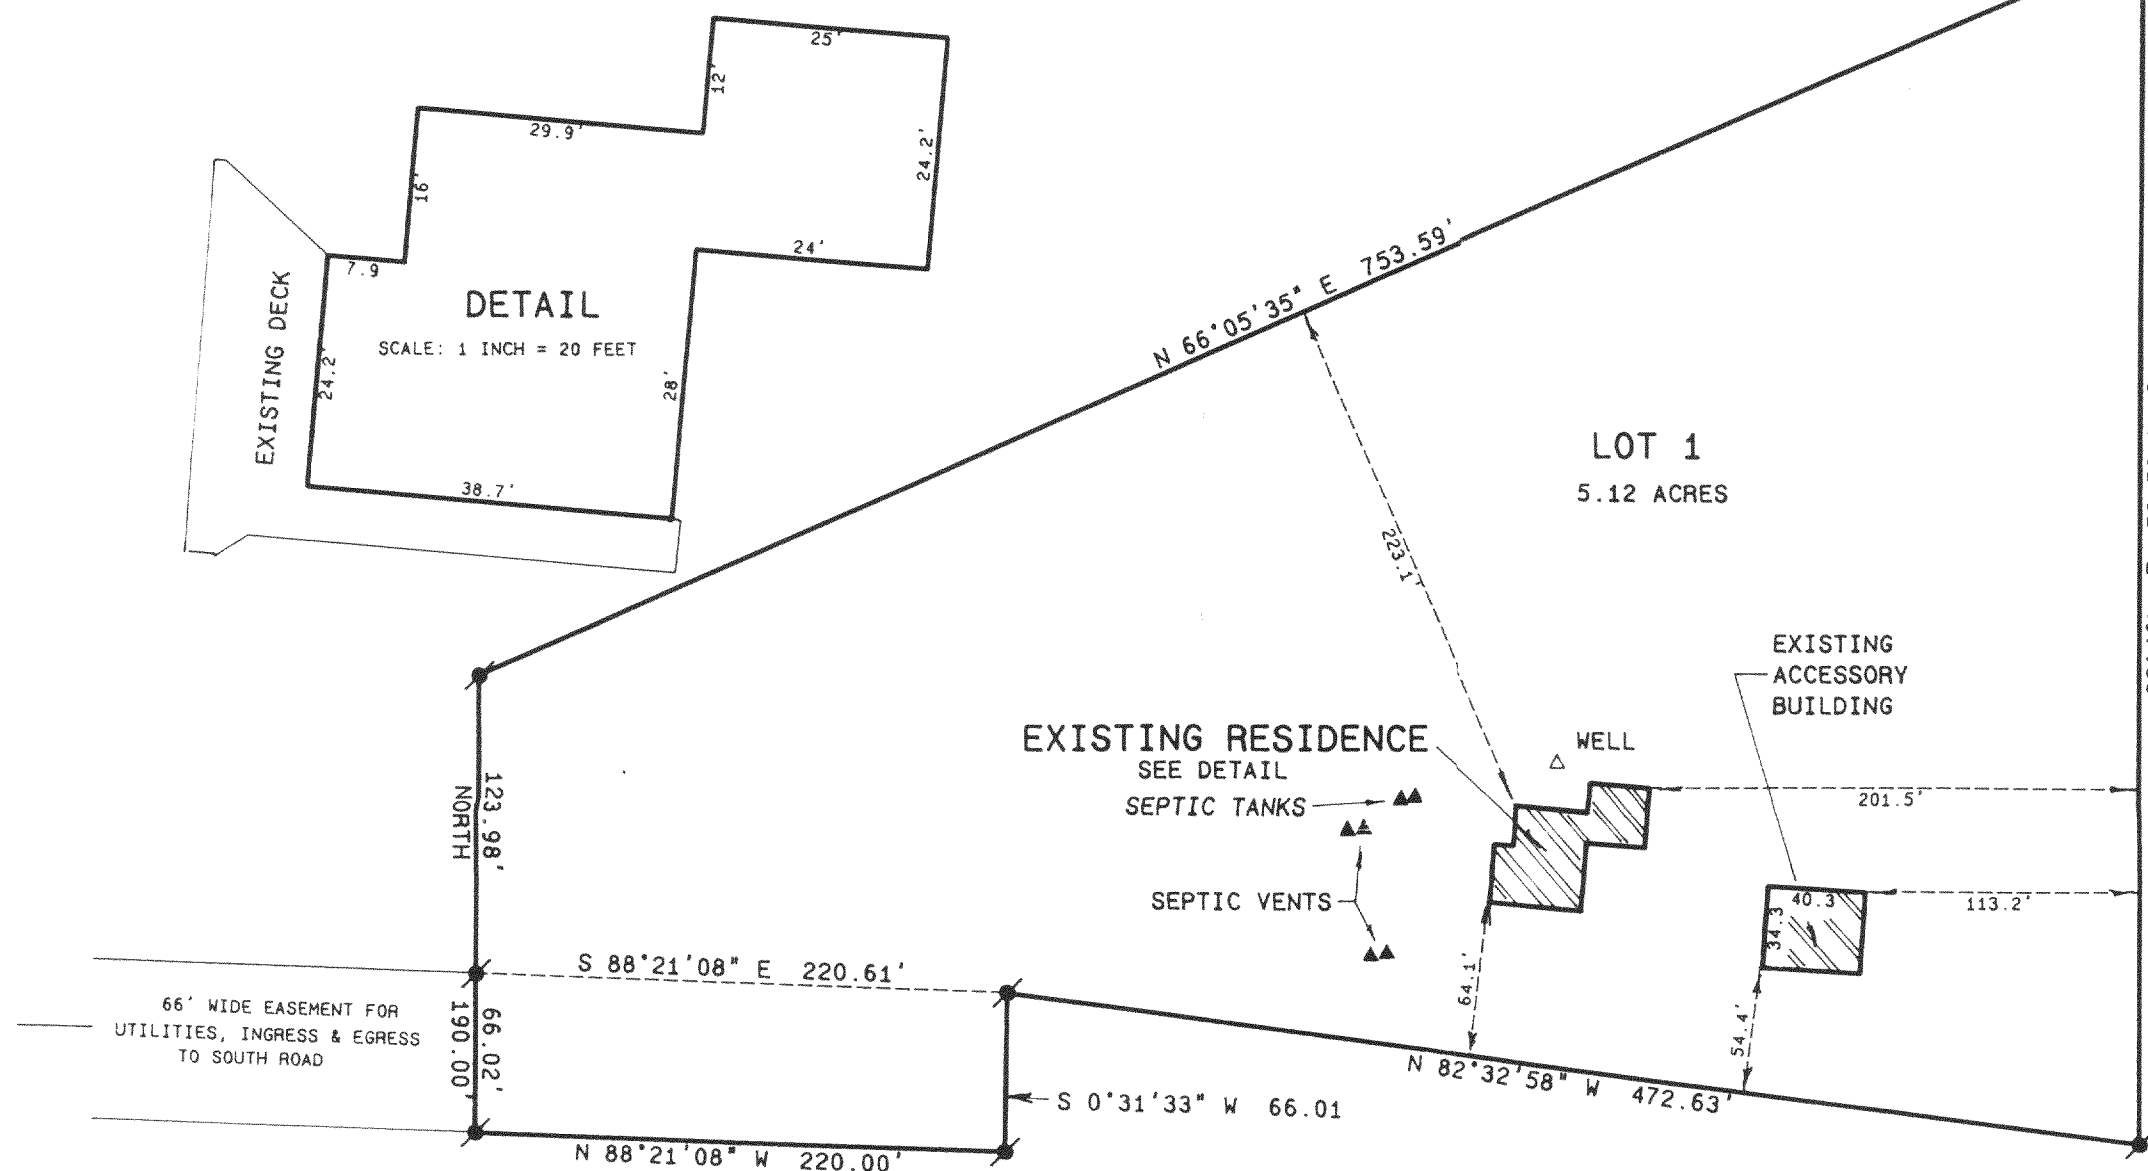 25'
12'
29.9'
24.2'
16'
24'
7.9
DETAIL
SCALE: 1 INCH = 20 FEET
EXISTING DECK
24.2'
28'
38.7'
N 66°05'35" E 753.59'
LOT 1
5.12 ACRES
223.1'
EXISTING
ACCESSORY
BUILDING
EXISTING RESIDENCE
SEE DETAIL
WELL
SEPTIC TANKS
201.5'
SEPTIC VENTS
40.3
34.3
113.2'
123.98'
NORTH
S 88°21'08" E 220.61'
64.1'
54.4'
66' WIDE EASEMENT FOR
UTILITIES, INGRESS & EGRESS
TO SOUTH ROAD
66.02'
190.00'
N 82°32'58" W 472.63'
S 0°31'33" W 66.01
N 88°21'08" W 220.00'